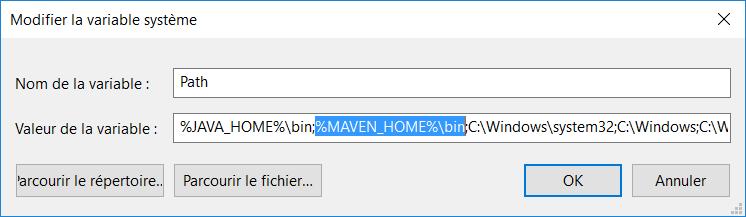 Modifier la variable système
Nom de la variable :
Path
Valeur de la variable :
%JAVA_HOME%\bin;%MAVEN_HOME%\bin;C:\Windows\system32;C:\Windows;C:\W
Parcourir le répertoire...
Parcourir le fichier...
OK
Annuler